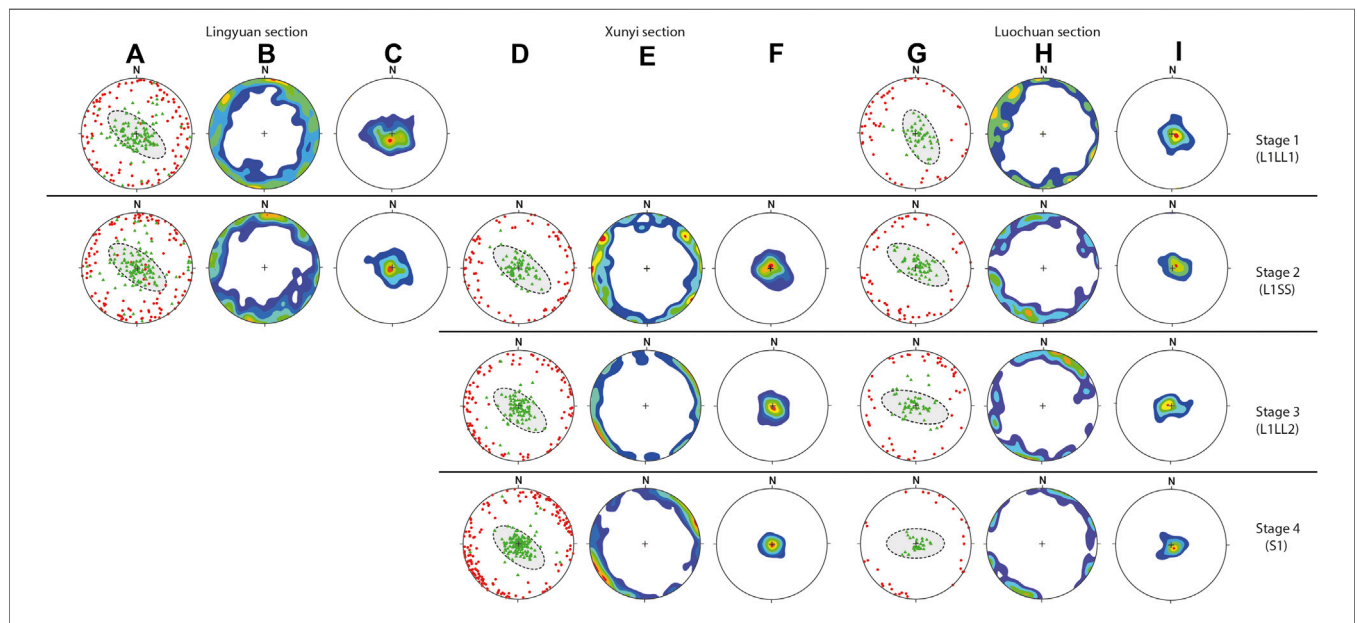 Lingyuan section Xunyi section Luochuan section
A B C D E F G H I
N N N N N N
Stage 1
(L1LL1)
N N N N N N N N N
Stage 2
(L1SS)
N N N N N N
Stage 3
(L1LL2)
N N N N N N
Stage 4
(S1)